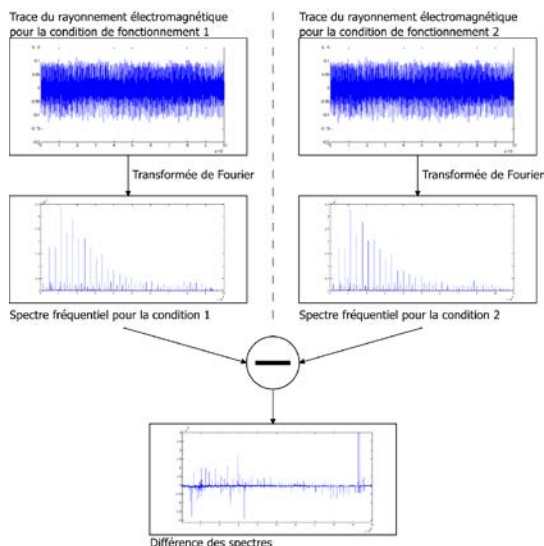 Trace du rayonnement électromagnétique
pour la condition de fonctionnement 1
Trace du rayonnement électromagnétique
pour la condition de fonctionnement 2
Transformée de Fourier
Transformée de Fourier
Spectre fréquentiel pour la condition 1
Spectre fréquentiel pour la condition 2
Différence des spectres